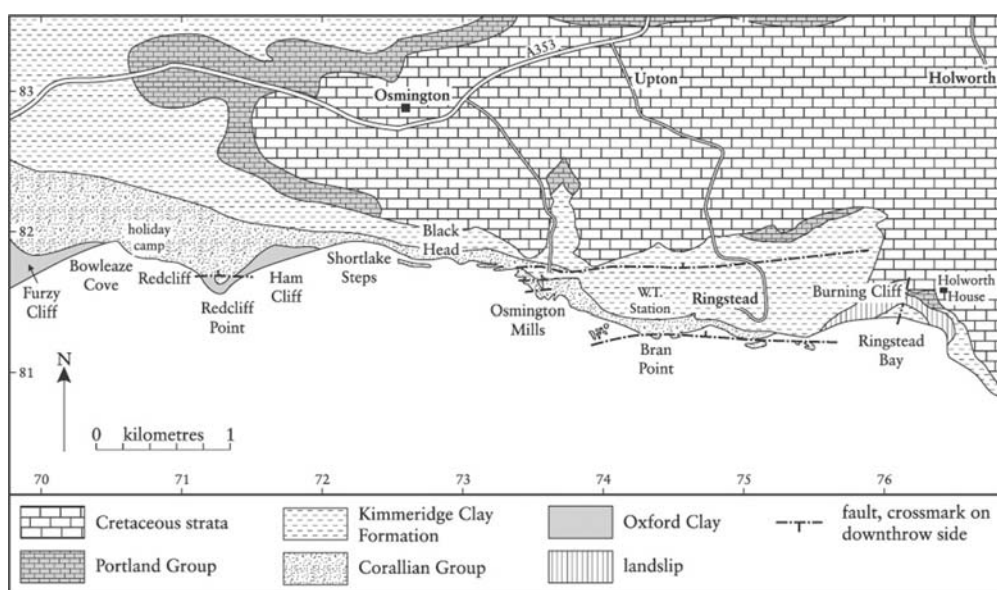 A353
83
Osmington
Upton
Holworth
82
holiday
camp
Black
Head
Bowleaze
Cove
Redcliff
Ham
Cliff
Shortlake
Steps
Furzy
Cliff
Redcliff
Point
Osmington
Mills
W.T.
Station
Ringstead
Burning Cliff
Holworth
House
Bran
Point
Ringstead
Bay
81
N
0 kilometres 1
70 71 72 73 74 75 76
Cretaceous strata
Portland Group
Kimmeridge Clay
Formation
Corallian Group
Oxford Clay
landslip
fault, crossmark on
downthrow side